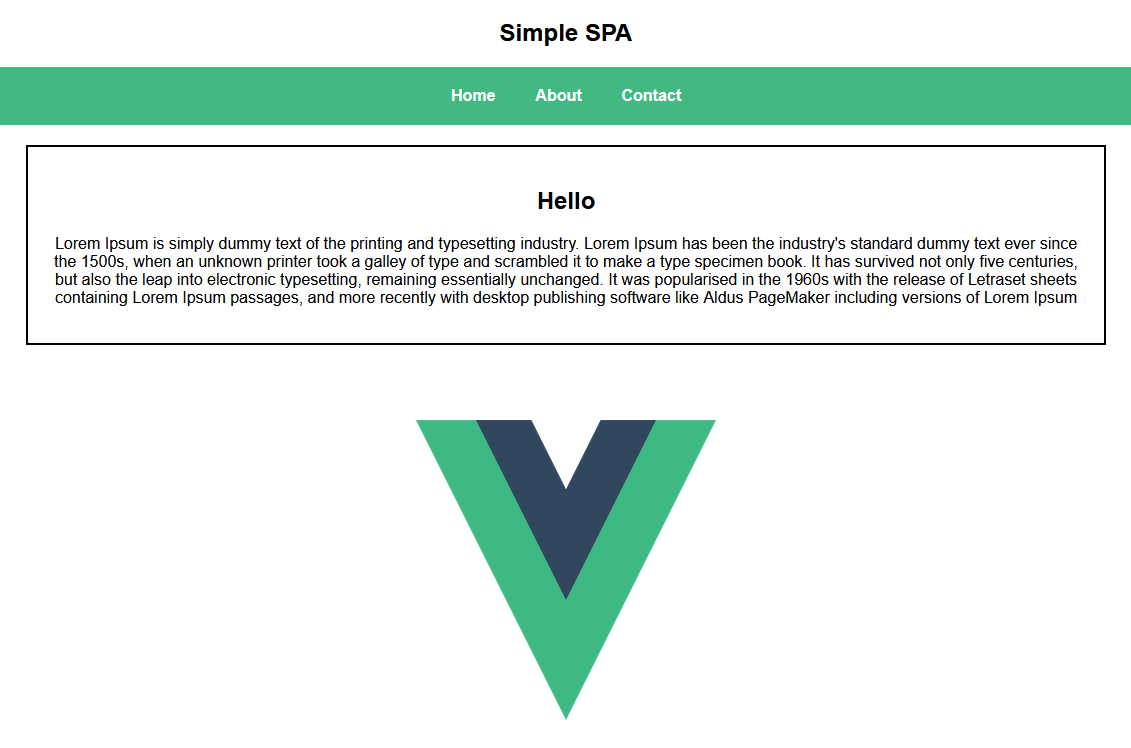 Simple SPA
Home About Contact
Hello
Lorem Ipsum is simply dummy text of the printing and typesetting industry. Lorem Ipsum has been the industry's standard dummy text ever since
the 1500s, when an unknown printer took a galley of type and scrambled it to make a type specimen book. It has survived not only five centuries,
but also the leap into electronic typesetting, remaining essentially unchanged. It was popularised in the 1960s with the release of Letraset sheets
containing Lorem Ipsum passages, and more recently with desktop publishing software like Aldus PageMaker including versions of Lorem Ipsum